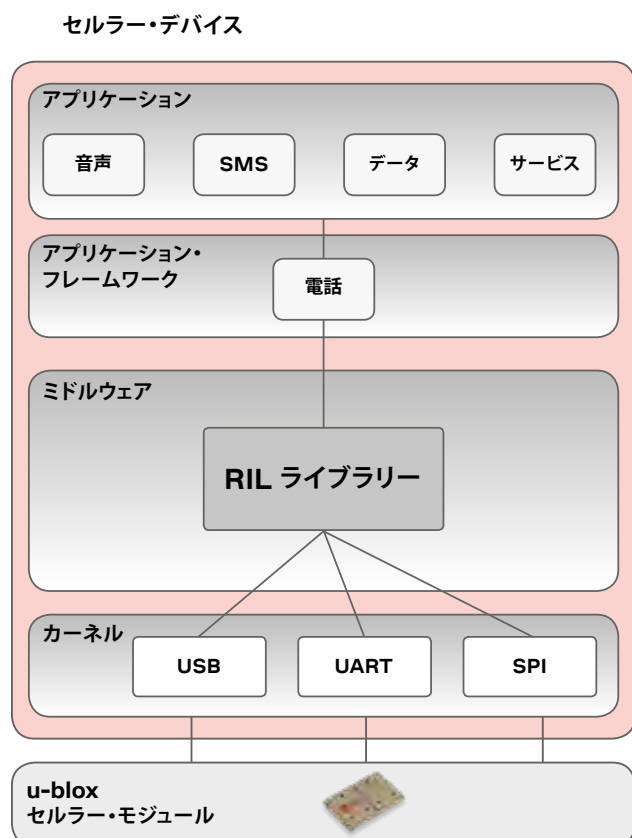 セルラー・デバイス
アプリケーション
音声
SMS
データ
サービス
アプリケーション・
フレームワーク
電話
ミドルウェア
RIL ライブラリー
カーネル
USB
UART
SPI
u-blox
セルラー・モジュール